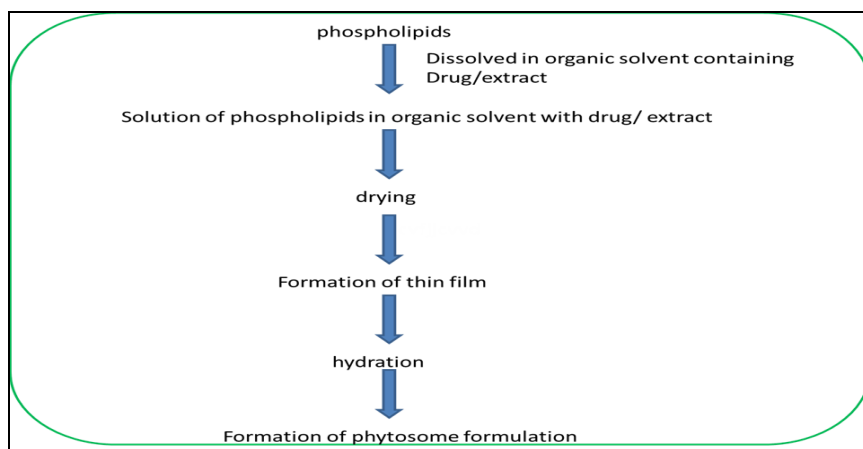 phospholipids
Dissolved in organic solvent containing
Drug/extract
Solution of phospholipids in organic solvent with drug/ extract
drying
Formation of thin film
hydration
Formation of phytosome formulation